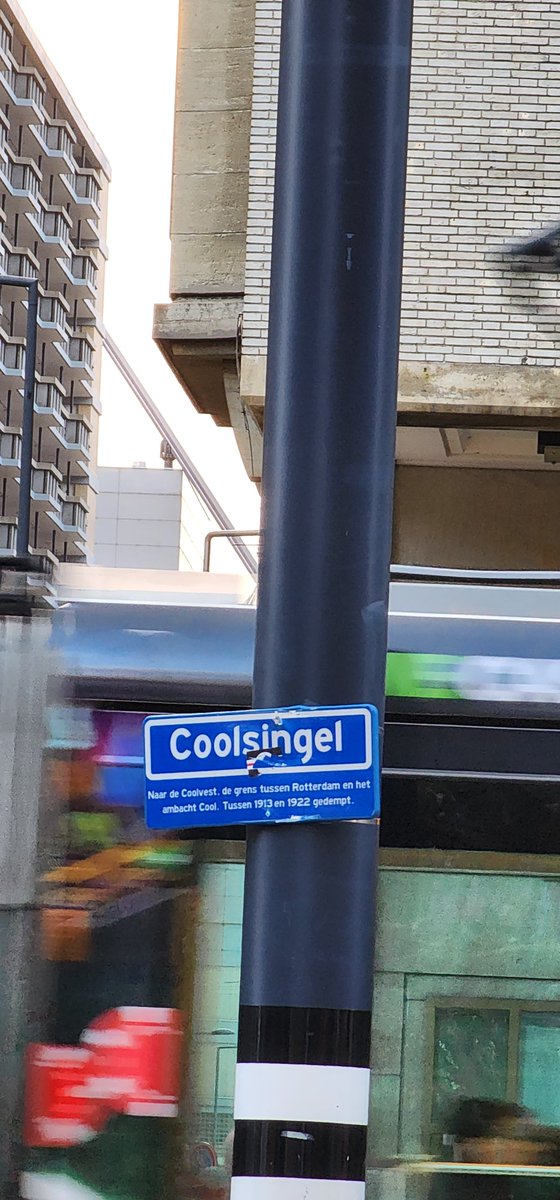 Coolsingel
Naar de Coolvest, de grens tussen Rotterdam en het
ambacht Cool. Tussen 1913 en 1922 gedempt.